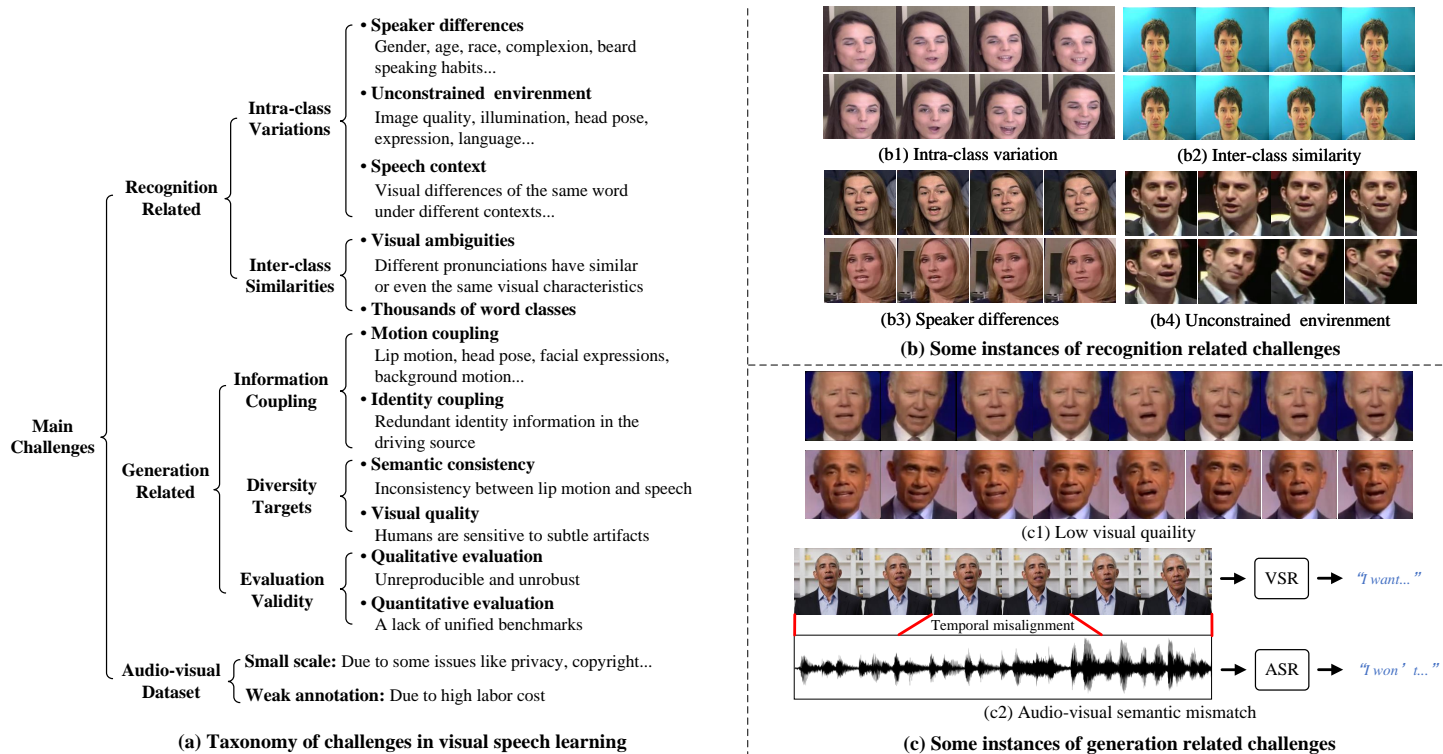 Main
Challenges
Recognition
Related
Intra-class
Variations
• Speaker differences
Gender, age, race, complexion, beard
speaking habits...
• Unconstrained envirenment
Image quality, illumination, head pose,
expression, language...
• Speech context
Visual differences of the same word
under different contexts...
Inter-class
Similarities
• Visual ambiguities
Different pronunciations have similar
or even the same visual characteristics
• Thousands of word classes
Generation
Related
Information
Coupling
• Motion coupling
Lip motion, head pose, facial expressions,
background motion...
• Identity coupling
Redundant identity information in the
driving source
Diversity
Targets
• Semantic consistency
Inconsistency between lip motion and speech
• Visual quality
Humans are sensitive to subtle artifacts
Evaluation
Validity
• Qualitative evaluation
Unreproducible and unrobust
• Quantitative evaluation
A lack of unified benchmarks
Audio-visual
Dataset
Small scale: Due to some issues like privacy, copyright...
Weak annotation: Due to high labor cost
(a) Taxonomy of challenges in visual speech learning
(b1) Intra-class variation
(b2) Inter-class similarity
(b3) Speaker differences
(b4) Unconstrained envirenment
(b) Some instances of recognition related challenges
(c1) Low visual quaility
VSR
“I want...”
Temporal misalignment
ASR
“I won’ t...”
(c2) Audio-visual semantic mismatch
(c) Some instances of generation related challenges